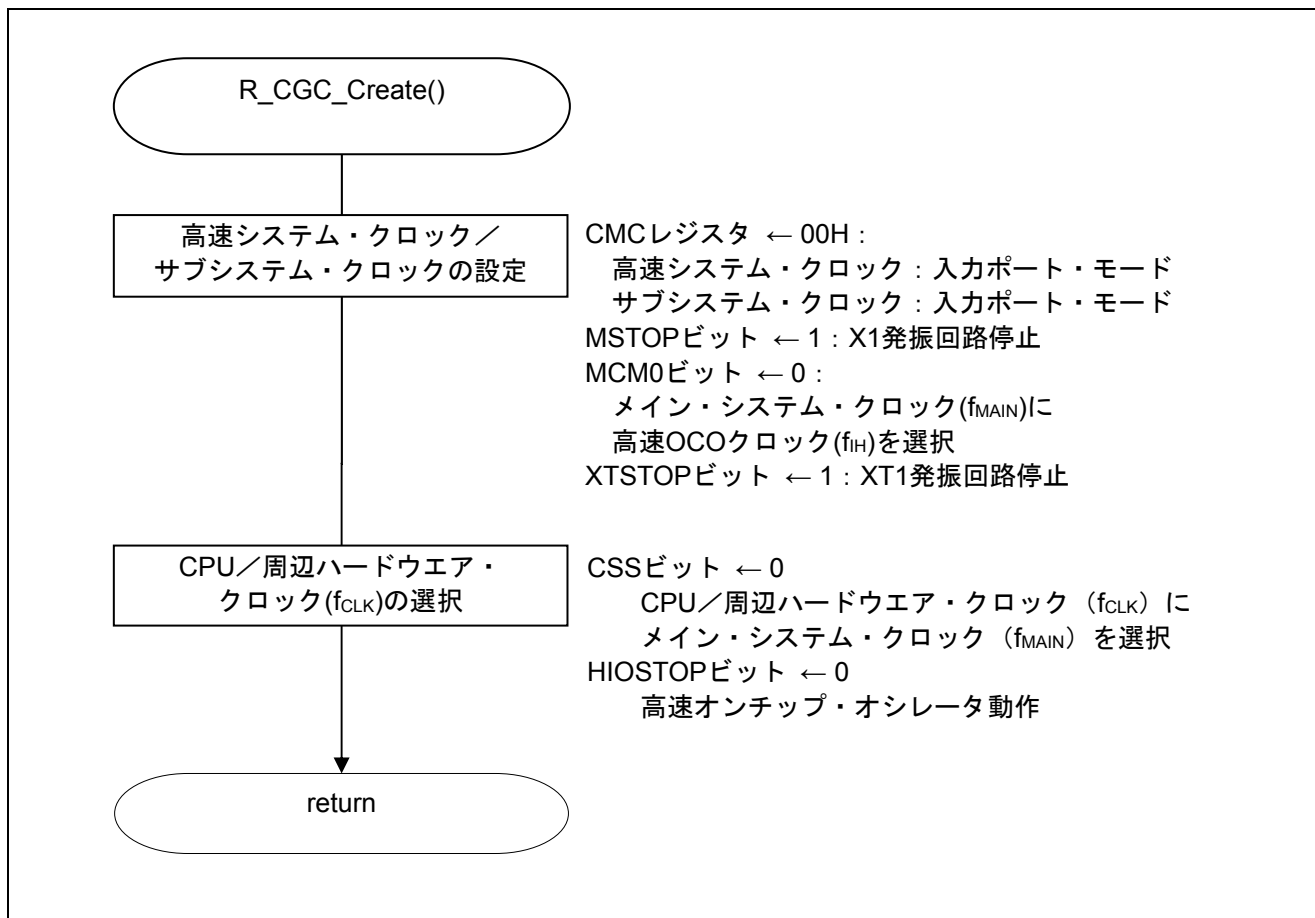 R_CGC_Create()
高速システム・クロック／
サブシステム・クロックの設定
CMCレジスタ ← 00H：
高速システム・クロック：入力ポート・モード
サブシステム・クロック：入力ポート・モード
MSTOPビット ← 1：X1発振回路停止
MCM0ビット ← 0：
メイン・システム・クロック(fMAIN)に
高速OCOクロック(fIH)を選択
XTSTOPビット ← 1：XT1発振回路停止
CPU／周辺ハードウエア・
クロック(fCLK)の選択
CSSビット ← 0
CPU／周辺ハードウエア・クロック（fCLK）に
メイン・システム・クロック（fMAIN）を選択
HIOSTOPビット ← 0
高速オンチップ・オシレータ動作
return